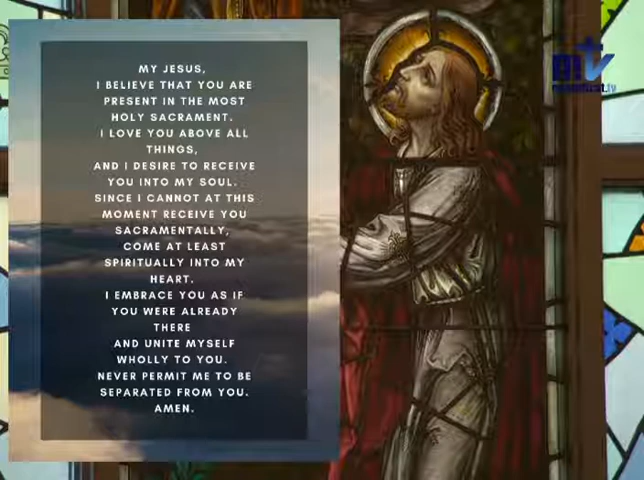 MY JESUS,
I BELIEVE THAT YOU ARE
PRESENT IN THE MOST
HOLY SACRAMENT.
I LOVE YOU ABOVE ALL
THINGS,
AND I DESIRE TO RECEIVE
YOU INTO MY SOUL.
SINCE I CANNOT AT THIS
MOMENT RECEIVE YOU
SACRAMENTALLY,
COME AT LEAST
SPIRITUALLY INTO MY
HEART.
I EMBRACE YOU AS IF
YOU WERE ALREADY
THERE
AND UNITE MYSELF
WHOLLY TO YOU.
NEVER PERMIT ME TO BE
SEPARATED FROM YOU.
AMEN.